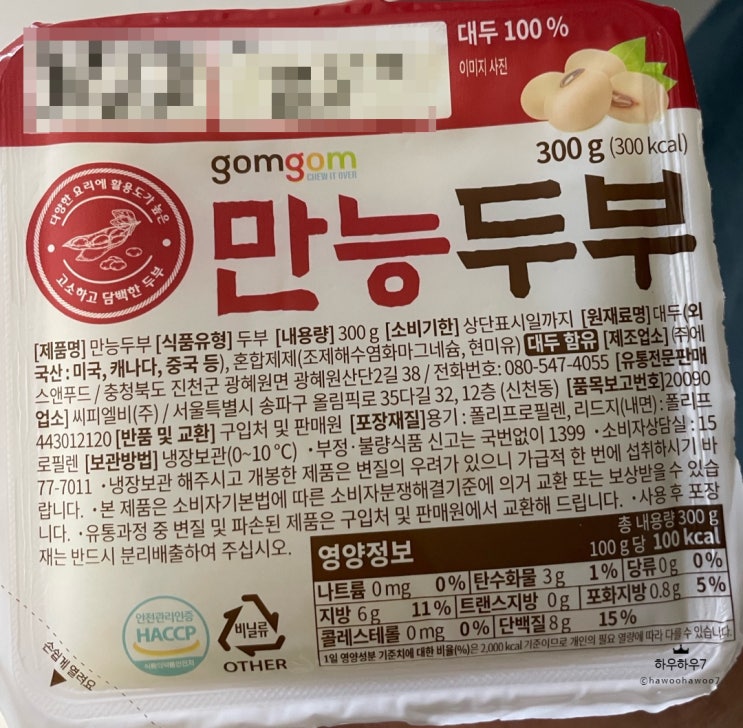 대두 100 %
이미지 사진
gomgom
CHEW IT OVER
300 g (300 kcal)
다양한 요리에 활용도가 높은
고소하고 담백한 두부
만능두부
[제품명] 만능두부 [식품유형] 두부 [내용량] 300 g [소비기한] 상단표시일까지 [원재료명] 대두(외
국산 : 미국, 캐나다, 중국 등), 혼합제제(조제해수염화마그네슘, 현미유) 대두 함유 [제조업소] (주)에
스앤푸드 / 충청북도 진천군 광혜원면 광혜원산단2길 38 / 전화번호: 080-547-4055 [유통전문판매
업소] 씨피엘비(주) / 서울특별시 송파구 올림픽로 35다길 32, 12층 (신천동) [품목보고번호]20090
443012120 [반품 및 교환] 구입처 및 판매원 [포장재질]용기 : 폴리프로필렌, 리드지(내면) : 폴리프
로필렌 [보관방법] 냉장보관(0~10 ℃) •부정·불량식품 신고는 국번없이 1399 •소비자상담실 : 15
77-7011 •냉장보관 해주시고 개봉한 제품은 변질의 우려가 있으니 가급적 한 번에 섭취하시기 바
랍니다. •본 제품은 소비자기본법에 따른 소비자분쟁해결기준에 의거 교환 또는 보상받을 수 있습
니다. •유통과정 중 변질 및 파손된 제품은 구입처 및 판매원에서 교환해 드립니다. •사용 후 포장
재는 반드시 분리배출하여 주십시오.
영양정보
총 내용량 300 g
100 g 당 100 kcal
나트륨 0 mg 0 % 탄수화물 3 g 1 % 당류 0 g 0 %
지방 6 g 11 % 트랜스지방 0 g 포화지방 0.8 g 5 %
콜레스테롤 0 mg 0 % 단백질 8 g 15 %
1일 영양성분 기준치에 대한 비율(%)은 2,000 kcal 기준이므로 개인의 필요 열량에 따라 다를 수 있습니다.
안전관리인증
HACCP
식품의약품안전처
비닐류
OTHER
손쉽게 열려요
하우하우7
©hawoohawoo7